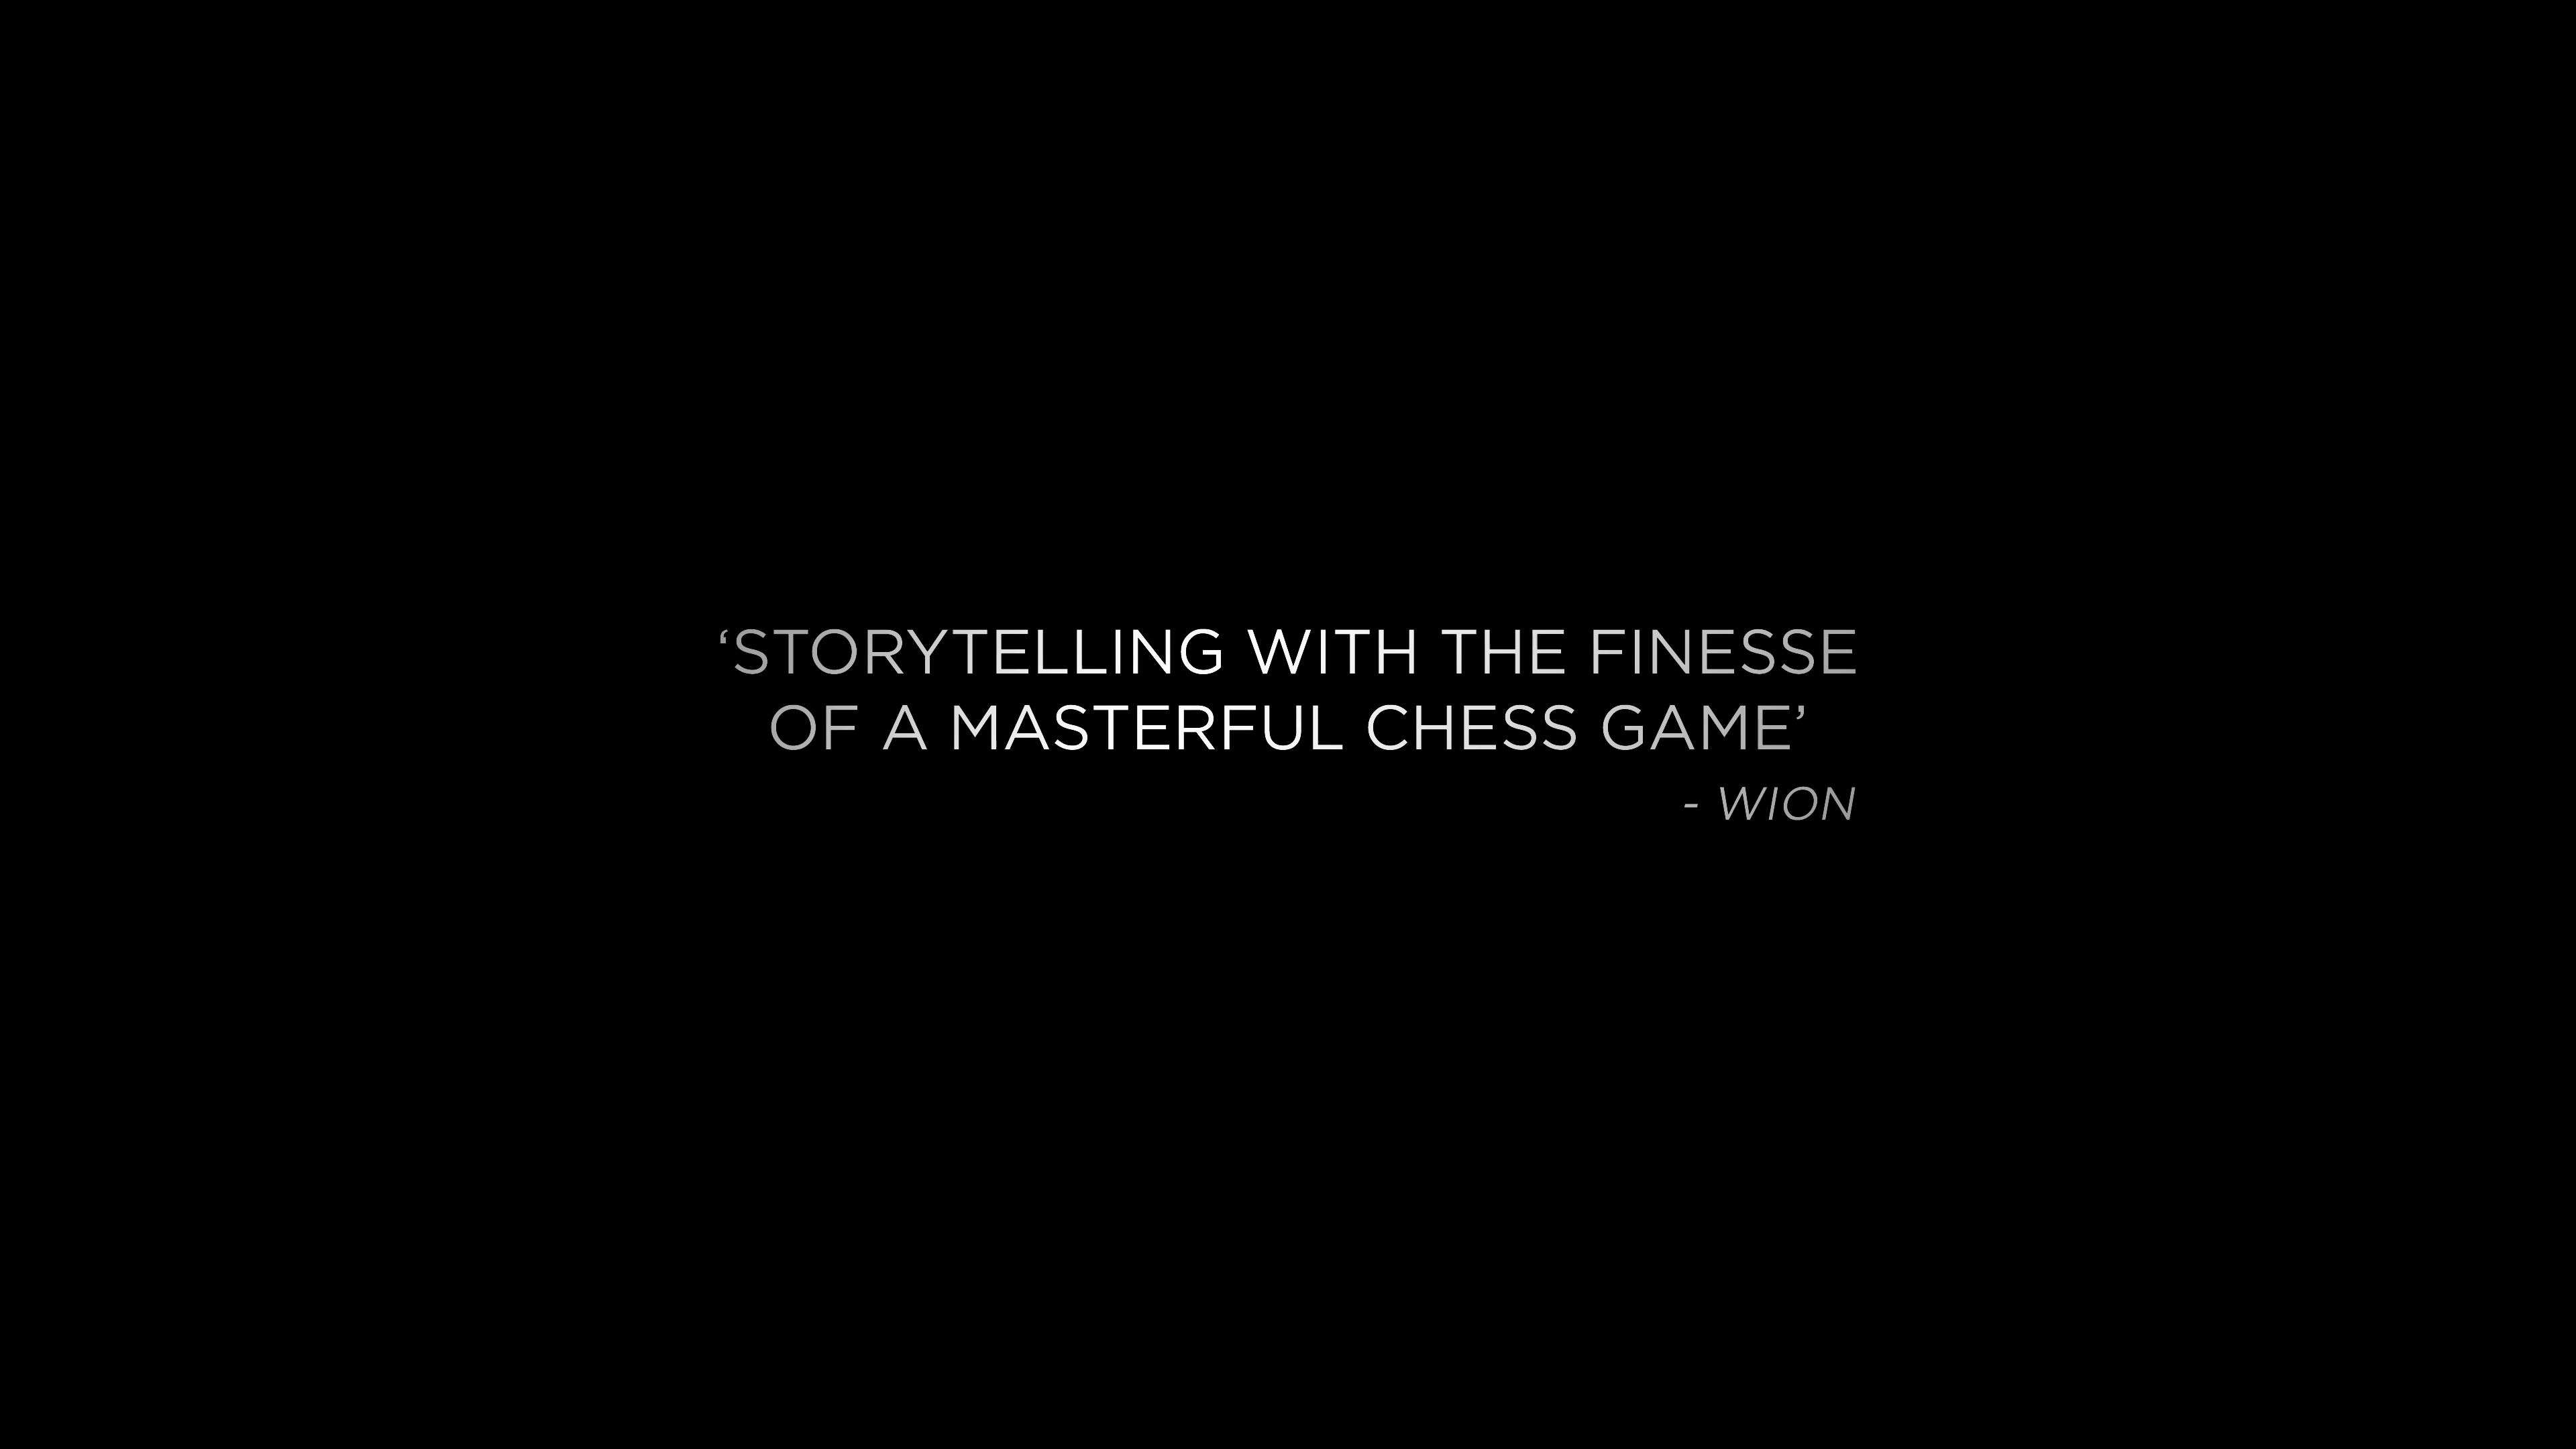 ‘STORYTELLING WITH THE FINESSE
OF A MASTERFUL CHESS GAME’
- WION